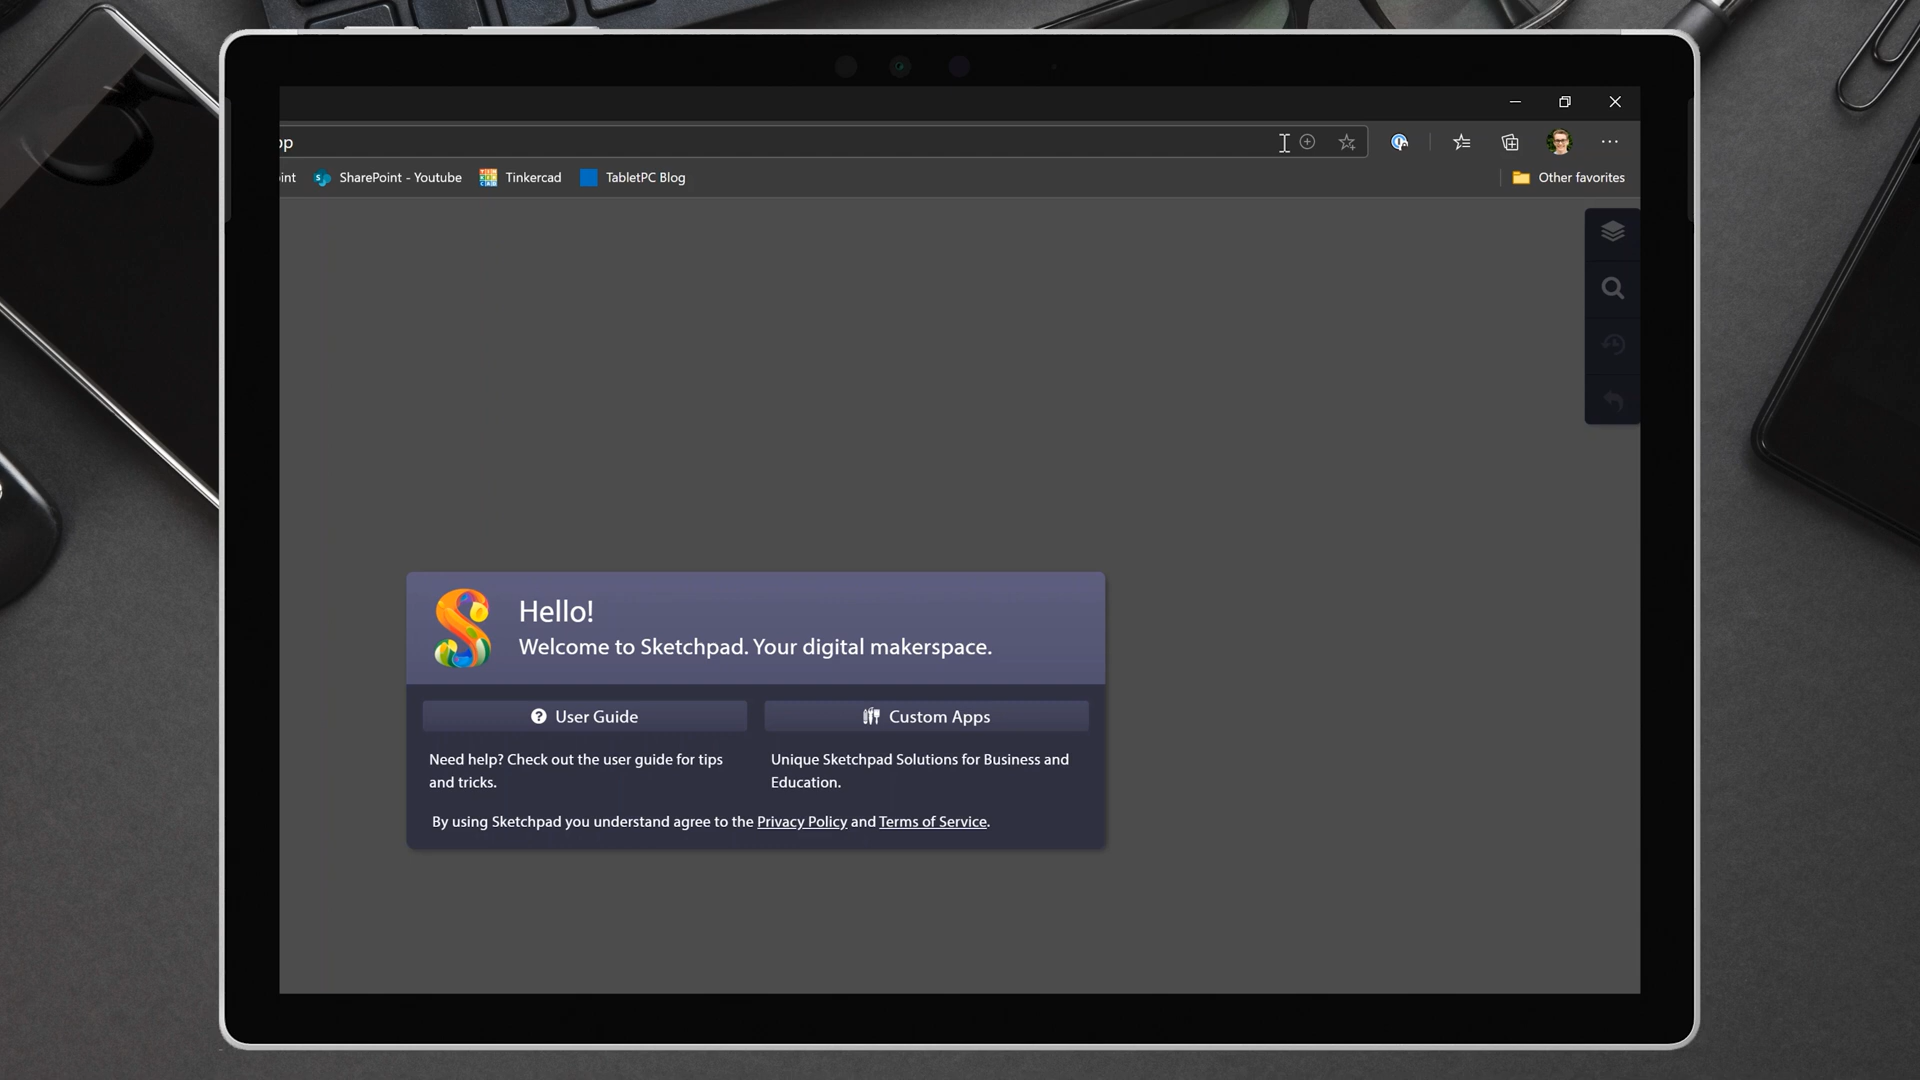 SharePoint - Youtube
Tinkercad
TabletPC Blog
Other favorites
Hello!
Welcome to Sketchpad. Your digital makerspace.
User Guide
Custom Apps
Need help? Check out the user guide for tips
and tricks.
Unique Sketchpad Solutions for Business and
Education.
By using Sketchpad you understand agree to the Privacy Policy and Terms of Service.